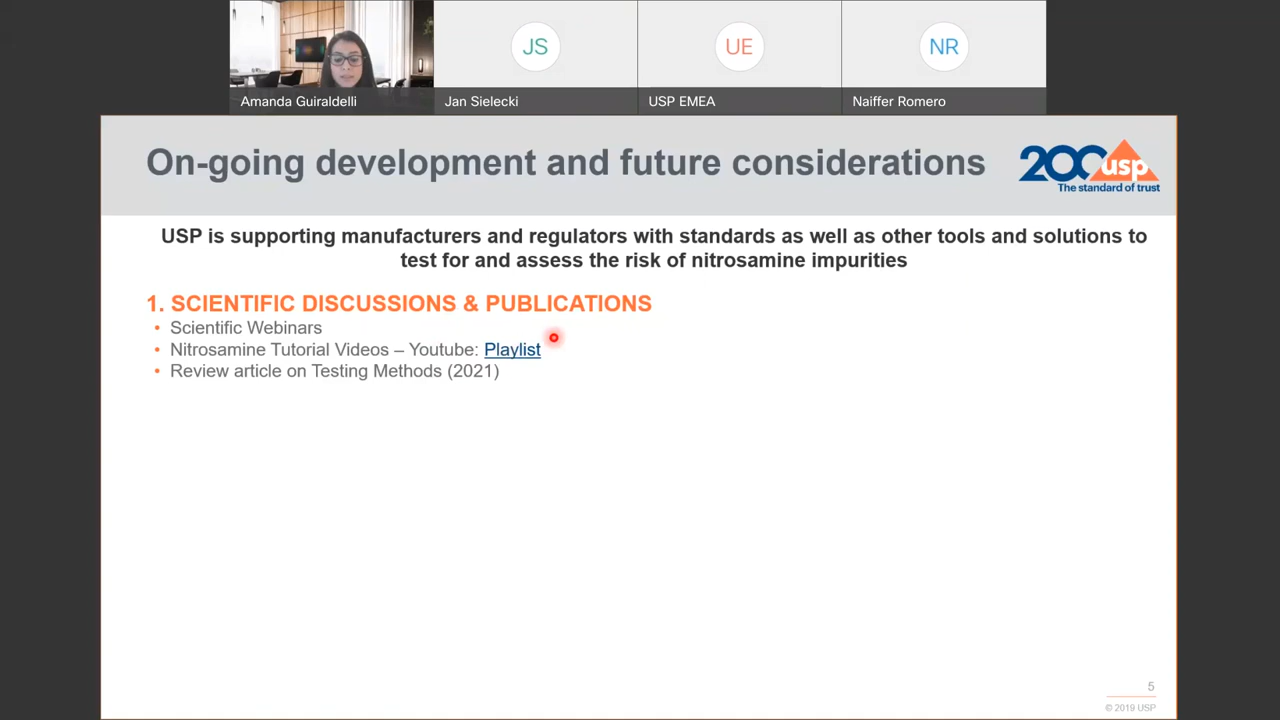 JS
UE
NR
Amanda Guiraldelli
Jan Sielecki
USP EMEA
Naiffer Romero
On-going development and future considerations
200 usp
The standard of trust
USP is supporting manufacturers and regulators with standards as well as other tools and solutions to
test for and assess the risk of nitrosamine impurities
1. SCIENTIFIC DISCUSSIONS & PUBLICATIONS
• Scientific Webinars
• Nitrosamine Tutorial Videos – Youtube: Playlist
• Review article on Testing Methods (2021)
5
© 2019 USP